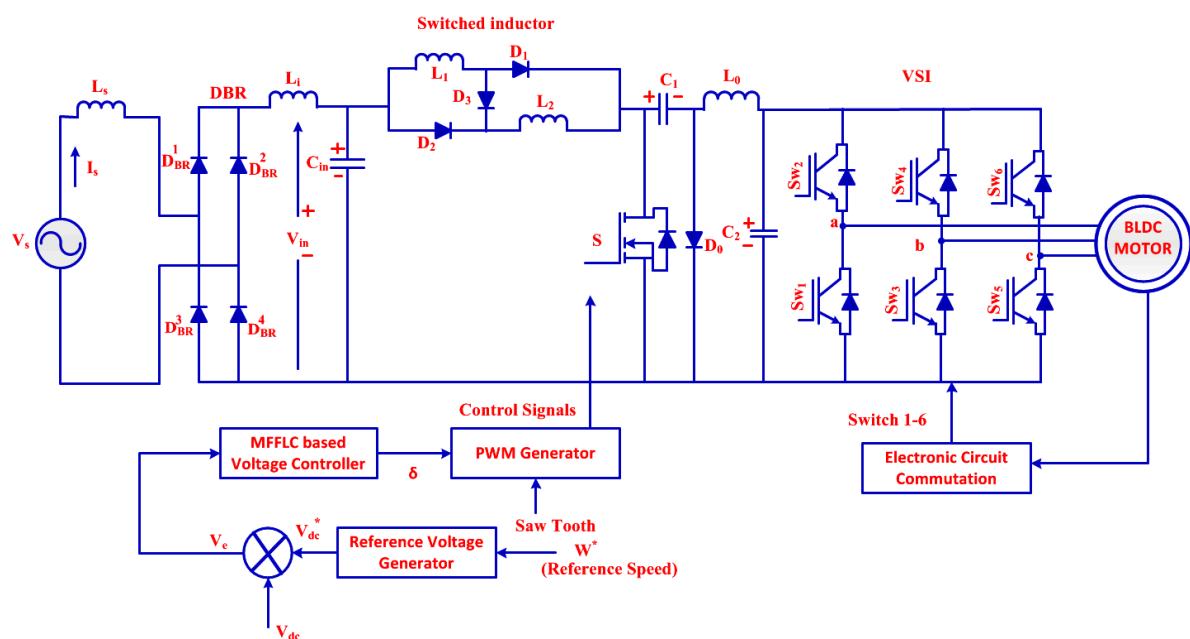 Switched inductor
L₁
D₁
D₃
L₂
D₂
Lₛ
DBR
Lᵢ
C₁
L₀
VSI
D¹BR
D²BR
Cin
+
−
+
−
Iₛ
Vₛ
+
Vin
−
S
D₀
C₂
+
−
Sw₂
Sw₄
Sw₆
a
b
c
BLDC
MOTOR
D³BR
D⁴BR
Sw₁
Sw₃
Sw₅
Control Signals
Switch 1-6
MFFLC based
Voltage Controller
δ
PWM Generator
Electronic Circuit
Commutation
Saw Tooth
Vₑ
Vdc*
Reference Voltage
Generator
W*
(Reference Speed)
Vdc